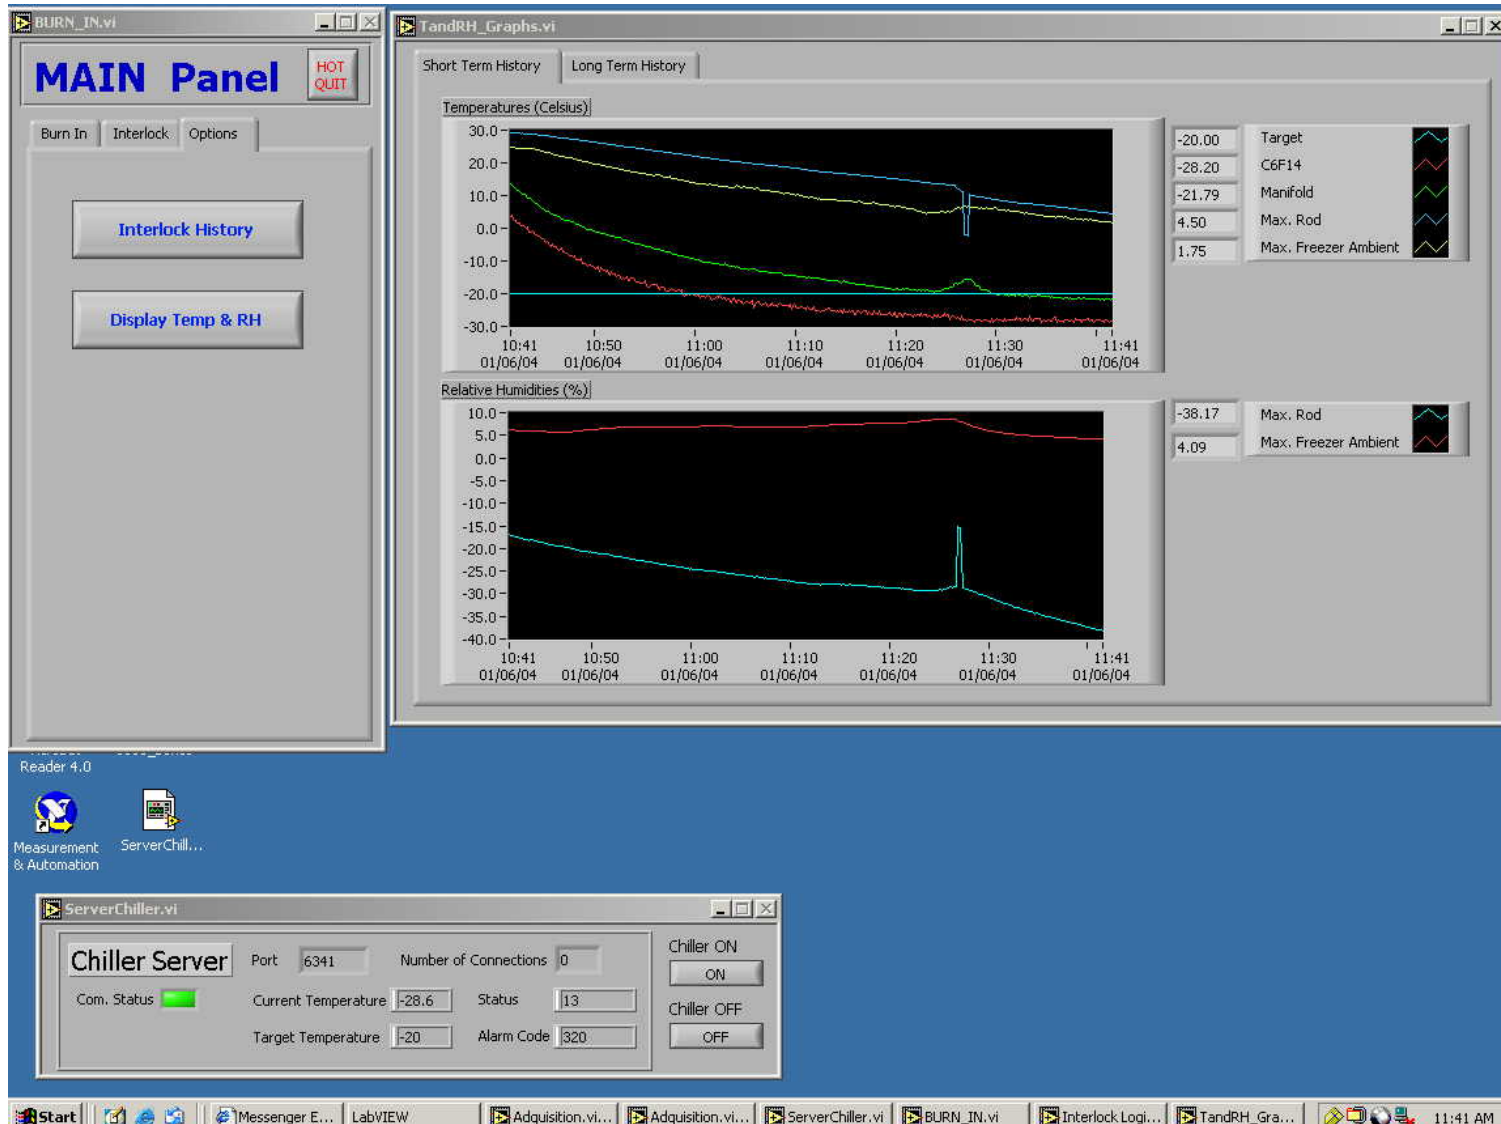 BURN_IN.vi
MAIN Panel
HOT
QUIT
Burn In Interlock Options
Interlock History
Display Temp & RH
TandRH_Graphs.vi
Short Term History Long Term History
Temperatures (Celsius)
30.0
20.0
10.0
0.0
-10.0
-20.0
-30.0
10:41 10:50 11:00 11:10 11:20 11:30 11:41
01/06/04 01/06/04 01/06/04 01/06/04 01/06/04 01/06/04 01/06/04
-20.00 Target
-28.20 C6F14
-21.79 Manifold
4.50 Max. Rod
1.75 Max. Freezer Ambient
Relative Humidities (%)
10.0
5.0
0.0
-5.0
-10.0
-15.0
-20.0
-25.0
-30.0
-35.0
-40.0
10:41 10:50 11:00 11:10 11:20 11:30 11:41
01/06/04 01/06/04 01/06/04 01/06/04 01/06/04 01/06/04 01/06/04
-38.17 Max. Rod
4.09 Max. Freezer Ambient
Reader 4.0
Measurement
& Automation
ServerChill...
ServerChiller.vi
Chiller Server
Port 6341 Number of Connections 0
Com. Status
Current Temperature -28.6 Status 13
Target Temperature -20 Alarm Code 320
Chiller ON
ON
Chiller OFF
OFF
Start Messenger E... LabVIEW Adquisition.vi... Adquisition.vi... ServerChiller.vi BURN_IN.vi Interlock Logi... TandRH_Gra... 11:41 AM